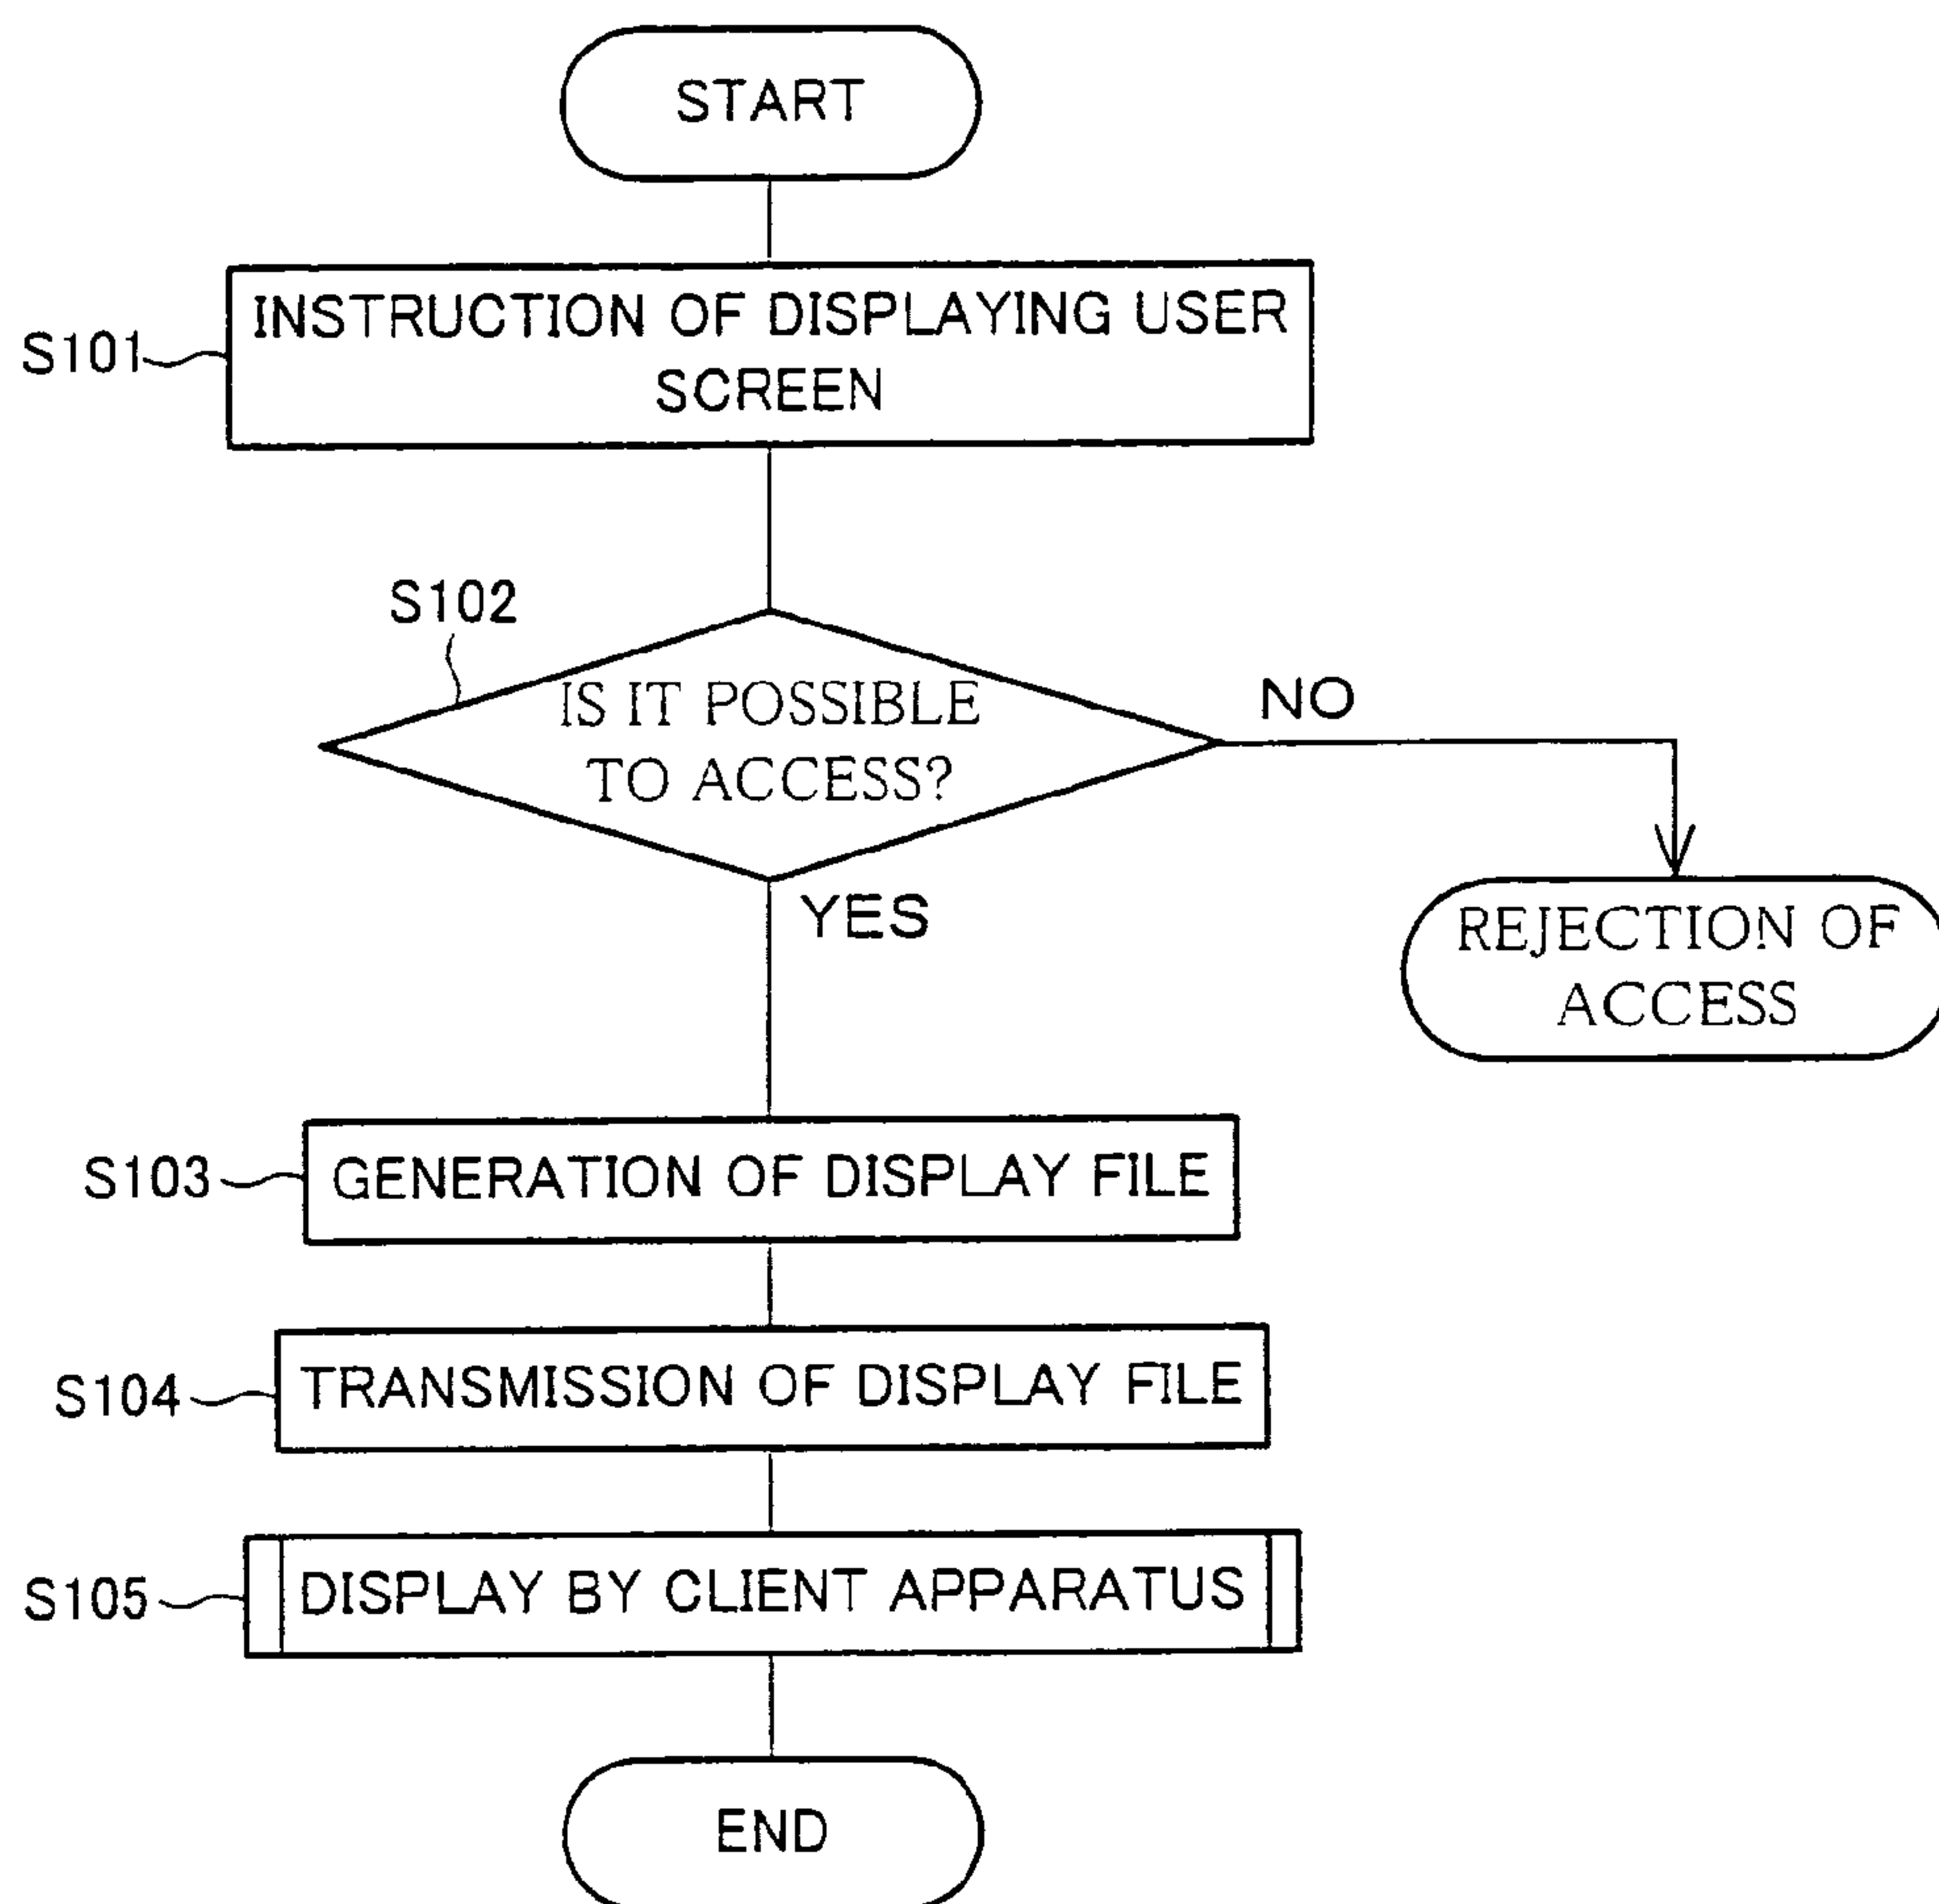 START
S101
INSTRUCTION OF DISPLAYING USER
SCREEN
S102
IS IT POSSIBLE
TO ACCESS?
NO
YES
REJECTION OF
ACCESS
S103
GENERATION OF DISPLAY FILE
S104
TRANSMISSION OF DISPLAY FILE
S105
DISPLAY BY CLIENT APPARATUS
END